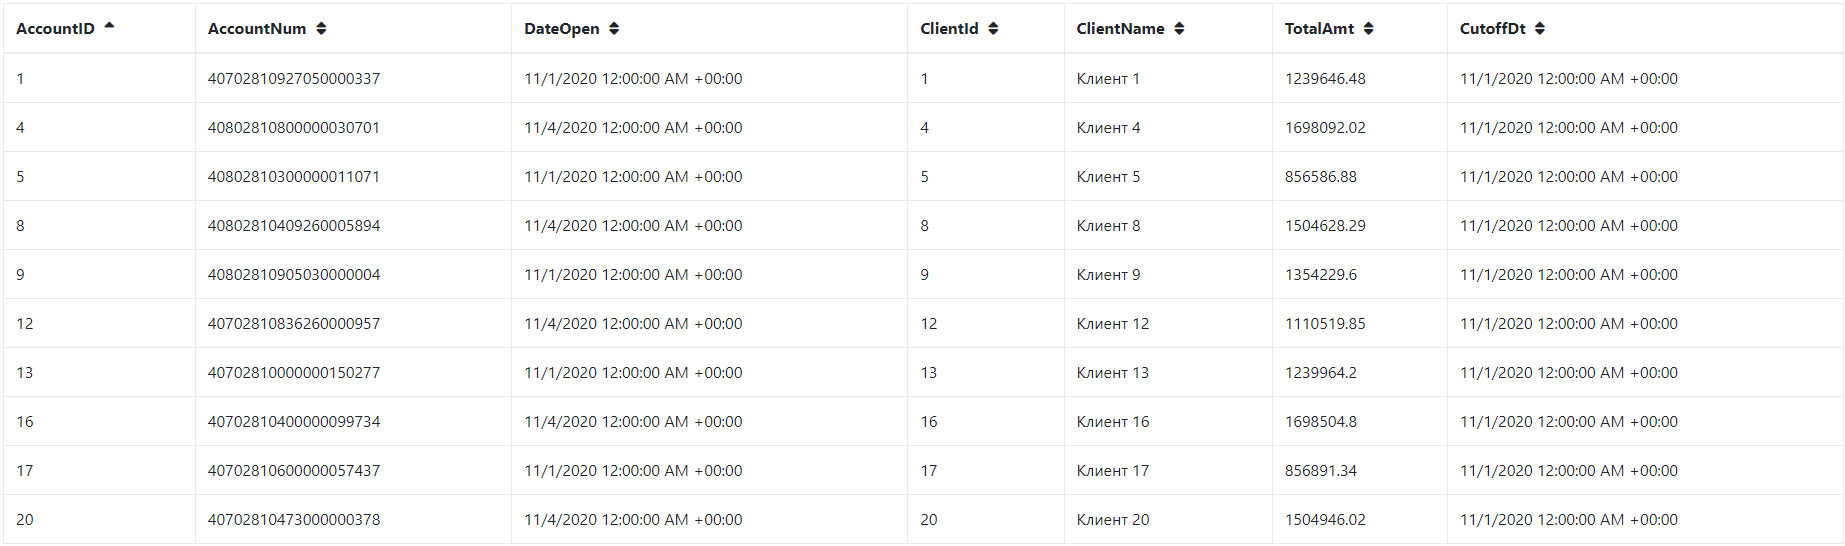 AccountID AccountNum DateOpen ClientId ClientName TotalAmt CutoffDt
1 40702810927050000337 11/1/2020 12:00:00 AM +00:00 1 Клиент 1 1239646.48 11/1/2020 12:00:00 AM +00:00
4 40802810800000030701 11/4/2020 12:00:00 AM +00:00 4 Клиент 4 1698092.02 11/1/2020 12:00:00 AM +00:00
5 40802810300000011071 11/1/2020 12:00:00 AM +00:00 5 Клиент 5 856586.88 11/1/2020 12:00:00 AM +00:00
8 40802810409260005894 11/4/2020 12:00:00 AM +00:00 8 Клиент 8 1504628.29 11/1/2020 12:00:00 AM +00:00
9 40802810905030000004 11/1/2020 12:00:00 AM +00:00 9 Клиент 9 1354229.6 11/1/2020 12:00:00 AM +00:00
12 40702810836260000957 11/4/2020 12:00:00 AM +00:00 12 Клиент 12 1110519.85 11/1/2020 12:00:00 AM +00:00
13 40702810000000150277 11/1/2020 12:00:00 AM +00:00 13 Клиент 13 1239964.2 11/1/2020 12:00:00 AM +00:00
16 40702810400000099734 11/4/2020 12:00:00 AM +00:00 16 Клиент 16 1698504.8 11/1/2020 12:00:00 AM +00:00
17 40702810600000057437 11/1/2020 12:00:00 AM +00:00 17 Клиент 17 856891.34 11/1/2020 12:00:00 AM +00:00
20 40702810473000000378 11/4/2020 12:00:00 AM +00:00 20 Клиент 20 1504946.02 11/1/2020 12:00:00 AM +00:00